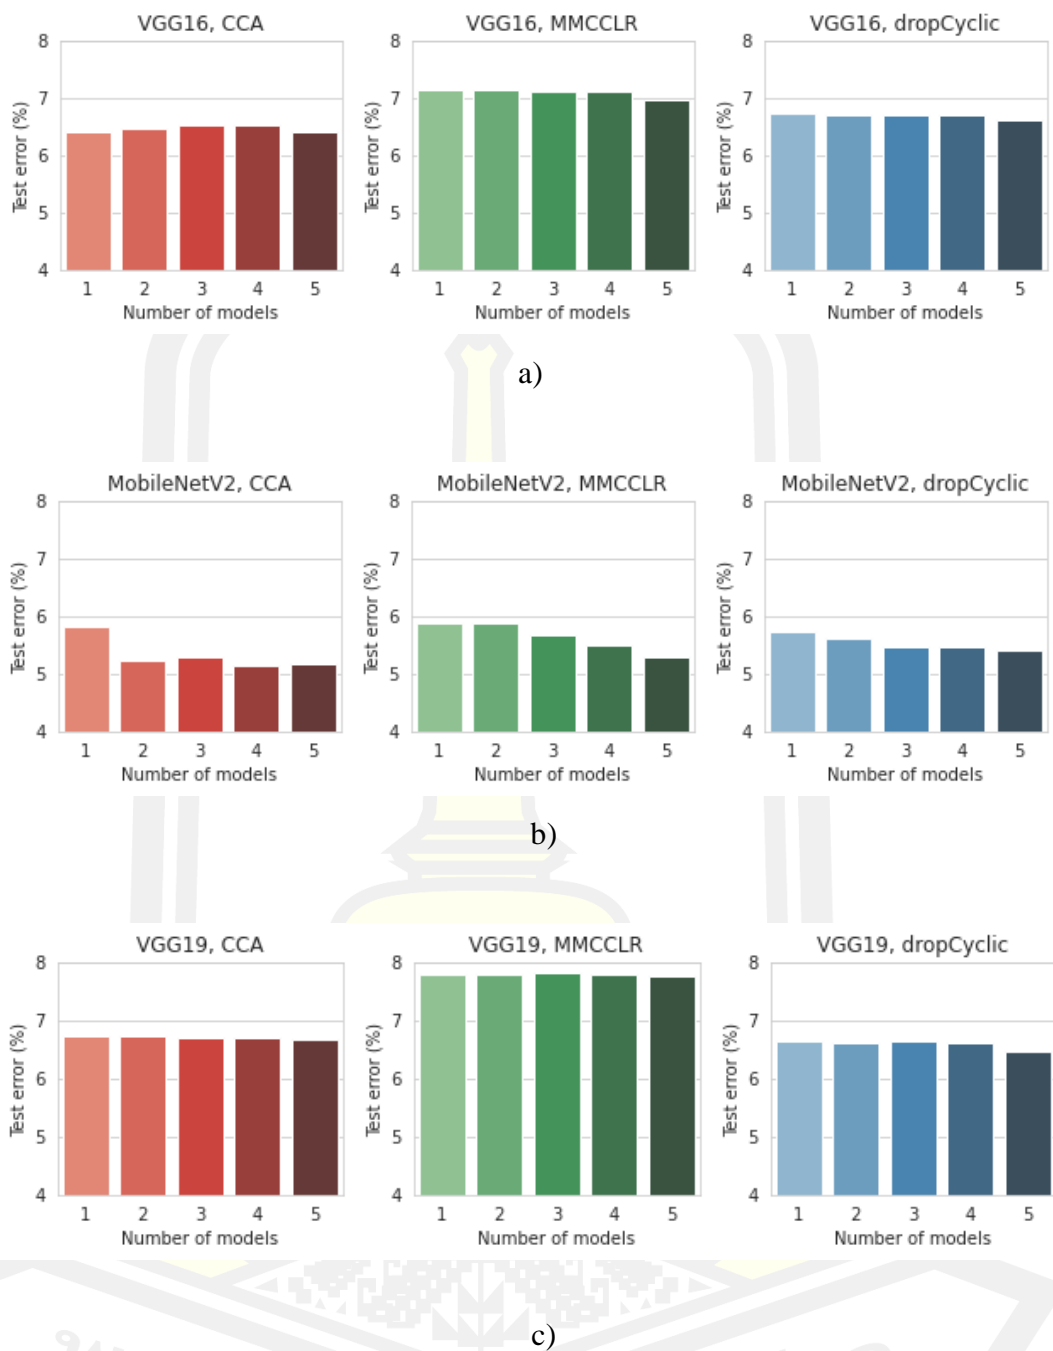 VGG16, CCA
VGG16, MMCCLR
VGG16, dropCyclic
Test error (%)
8
7
6
5
4
1 2 3 4 5
Number of models
Test error (%)
8
7
6
5
4
1 2 3 4 5
Number of models
Test error (%)
8
7
6
5
4
1 2 3 4 5
Number of models
a)
MobileNetV2, CCA
MobileNetV2, MMCCLR
MobileNetV2, dropCyclic
Test error (%)
8
7
6
5
4
1 2 3 4 5
Number of models
Test error (%)
8
7
6
5
4
1 2 3 4 5
Number of models
Test error (%)
8
7
6
5
4
1 2 3 4 5
Number of models
b)
VGG19, CCA
VGG19, MMCCLR
VGG19, dropCyclic
Test error (%)
8
7
6
5
4
1 2 3 4 5
Number of models
Test error (%)
8
7
6
5
4
1 2 3 4 5
Number of models
Test error (%)
8
7
6
5
4
1 2 3 4 5
Number of models
c)